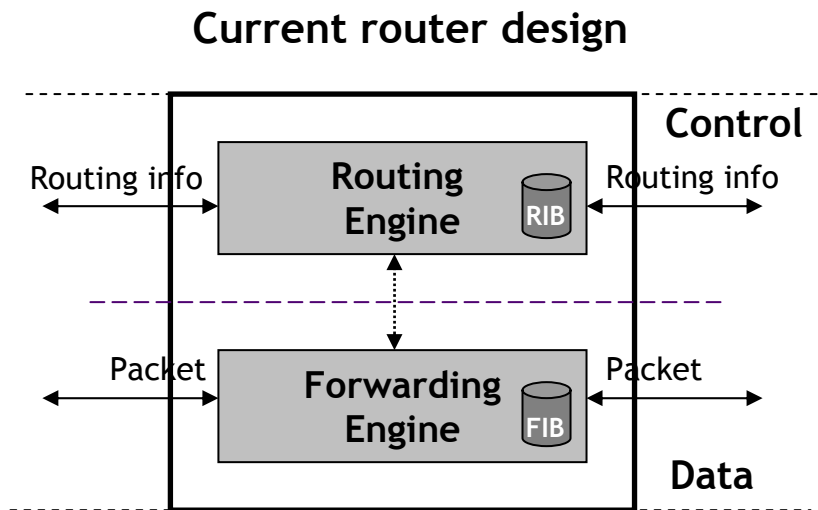 Current router design
Control
Routing info
Routing
Engine
RIB
Routing info
Packet
Forwarding
Engine
FIB
Packet
Data